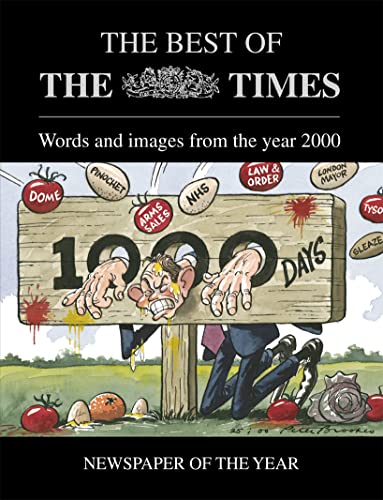 THE BEST OF
THE TIMES
Words and images from the year 2000
DOME
PINOCHET
ARMS
SALES
NHS
LAW &
ORDER
LONDON
MAYOR
TYSO
SLEAZE
1000
DAYS
Peter Brookes
NEWSPAPER OF THE YEAR